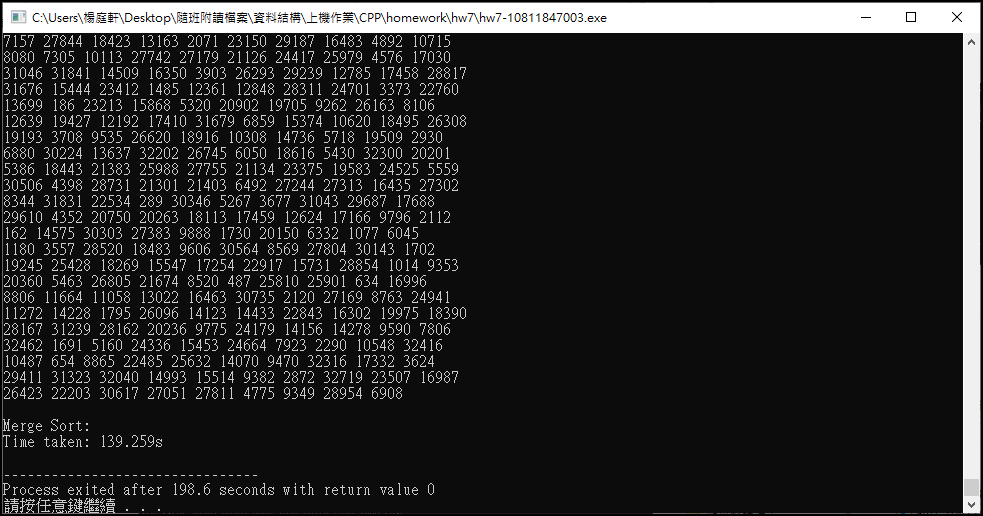 C:\Users\楊庭軒\Desktop\隨班附讀檔案\資料結構\上機作業\CPP\homework\hw7\hw7-10811847003.exe
7157 27844 18423 13163 2071 23150 29187 16483 4892 10715
8080 7305 10113 27742 27179 21126 24417 25979 4576 17030
31046 31841 14509 16350 3903 26293 29239 12785 17458 28817
31676 15444 23412 1485 12361 12848 28311 24701 3373 22760
13699 186 23213 15868 5320 20902 19705 9262 26163 8106
12639 19427 12192 17410 31679 6859 15374 10620 18495 26308
19193 3708 9535 26620 18916 10308 14736 5718 19509 2930
6880 30224 13637 32202 26745 6050 18616 5430 32300 20201
5386 18443 21383 25988 27755 21134 23375 19583 24525 5559
30506 4398 28731 21301 21403 6492 27244 27313 16435 27302
8344 31831 22534 289 30346 5267 3677 31043 29687 17688
29610 4352 20750 20263 18113 17459 12624 17166 9796 2112
162 14575 30303 27383 9888 1730 20150 6332 1077 6045
1180 3557 28520 18483 9606 30564 8569 27804 30143 1702
19245 25428 18269 15547 17254 22917 15731 28854 1014 9353
20360 5463 26805 21674 8520 487 25810 25901 634 16996
8806 11664 11058 13022 16463 30735 2120 27169 8763 24941
11272 14228 1795 26096 14123 14433 22843 16302 19975 18390
28167 31239 28162 20236 9775 24179 14156 14278 9590 7806
32462 1691 5160 24336 15453 24664 7923 2290 10548 32416
10487 654 8865 22485 25632 14070 9470 32316 17332 3624
29411 31323 32040 14993 15514 9382 2872 32719 23507 16987
26423 22203 30617 27051 27811 4775 9349 28954 6908
Merge Sort:
Time taken: 139.259s
--------------------------------
Process exited after 198.6 seconds with return value 0
請按任意鍵繼續 . . .